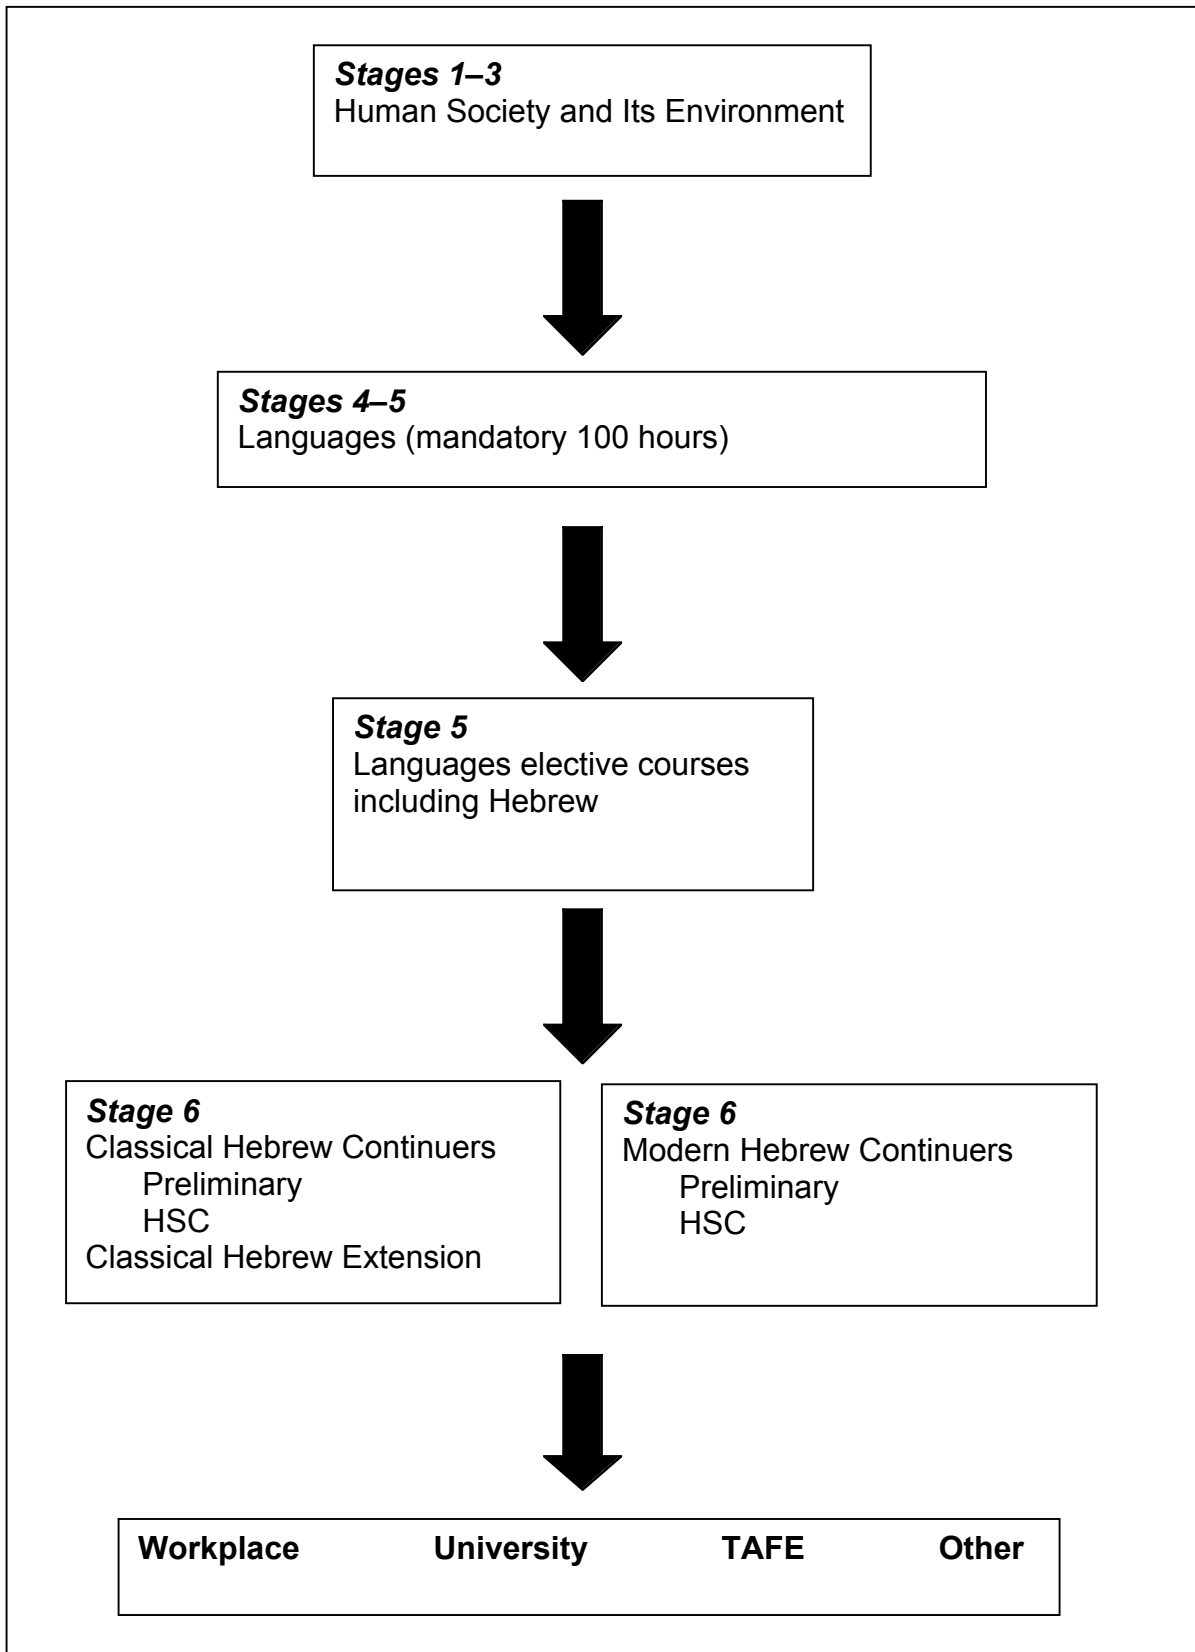 Stages 1–3
Human Society and Its Environment
Stages 4–5
Languages (mandatory 100 hours)
Stage 5
Languages elective courses
including Hebrew
Stage 6
Classical Hebrew Continuers
Preliminary
HSC
Classical Hebrew Extension
Stage 6
Modern Hebrew Continuers
Preliminary
HSC
Workplace University TAFE Other